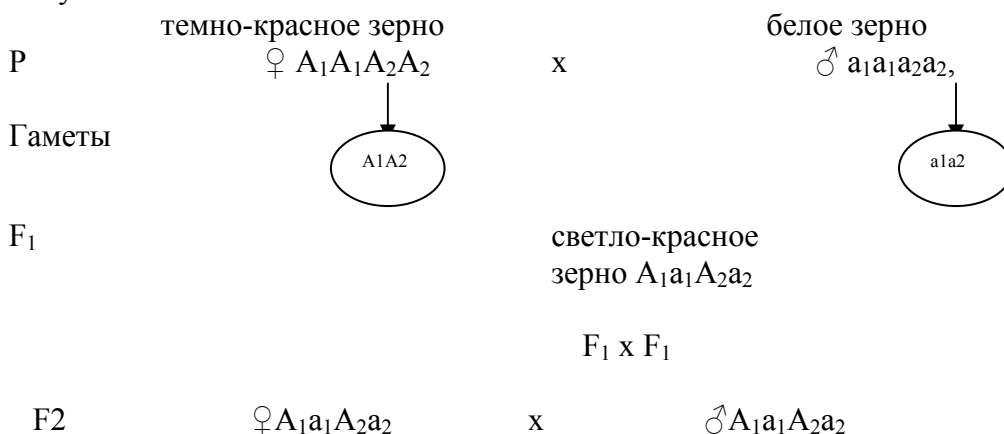 темно-красное зерно белое зерно
P ♀ A₁A₁A₂A₂ x ♂ a₁a₁a₂a₂,
Гаметы
A1A2 a1a2
F₁ светло-красное
зерно A₁a₁A₂a₂
F₁ x F₁
F2 ♀A₁a₁A₂a₂ x ♂A₁a₁A₂a₂